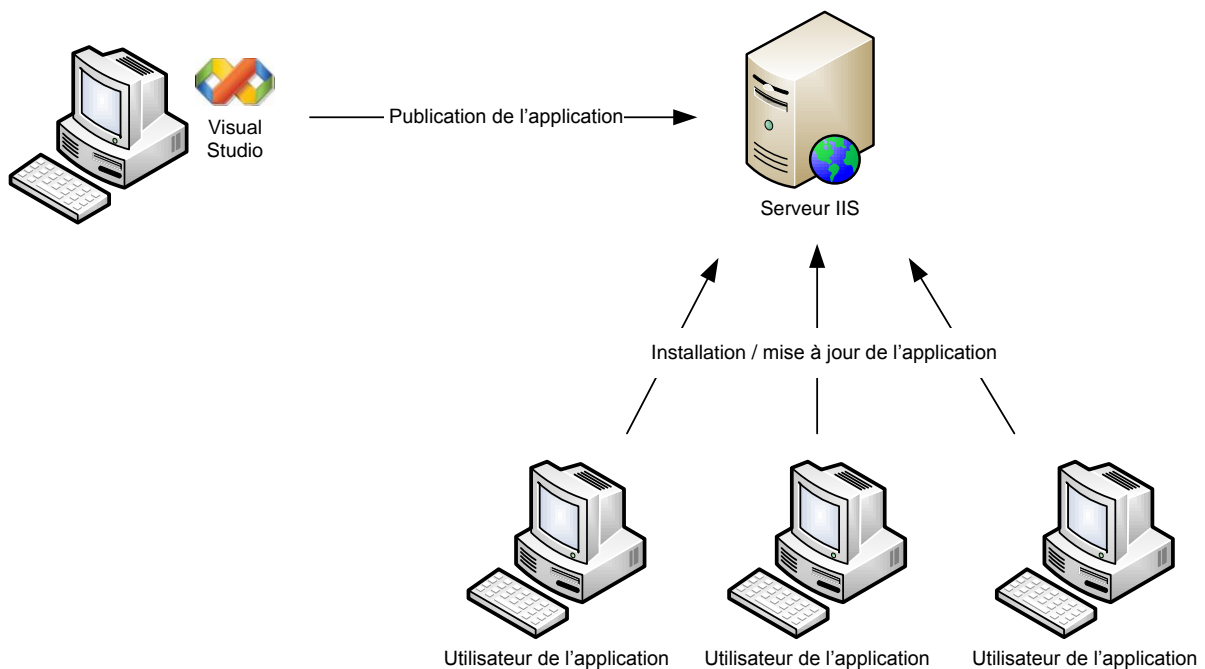 Visual
Studio
Publication de l’application
Serveur IIS
Installation / mise à jour de l’application
Utilisateur de l’application
Utilisateur de l’application
Utilisateur de l’application